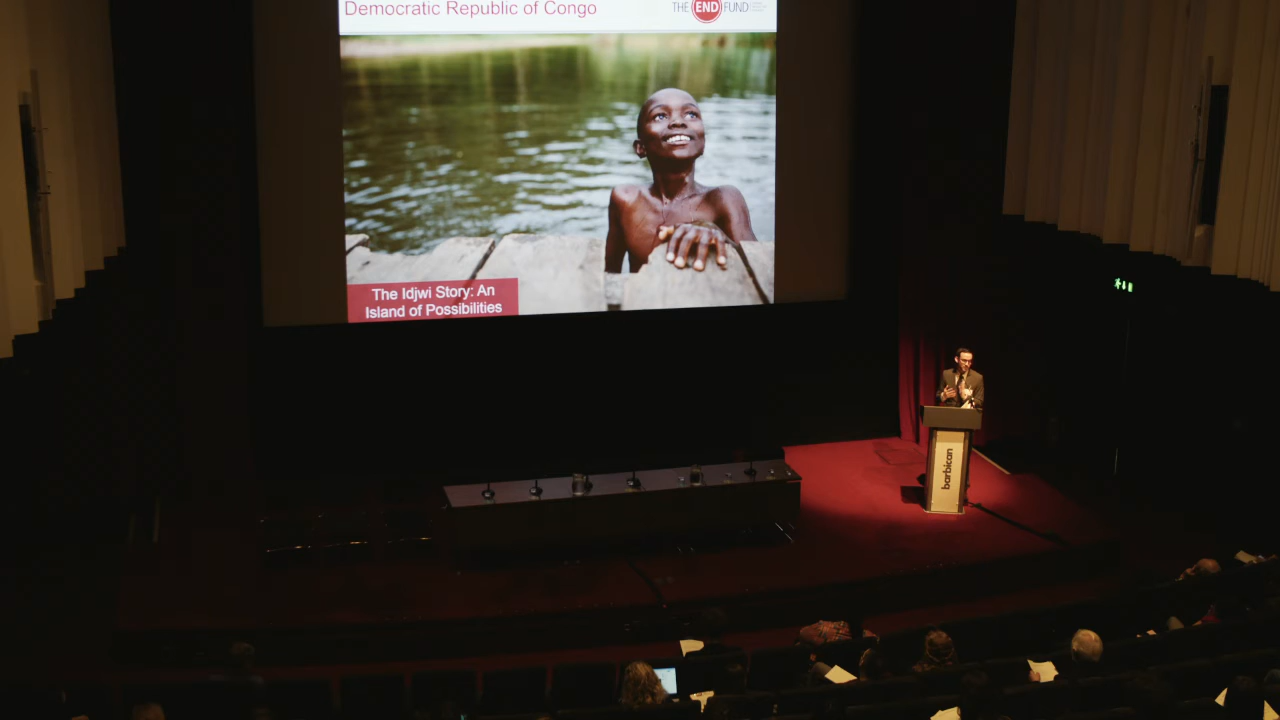 Democratic Republic of Congo
THE END FUND
The Idjwi Story: An
Island of Possibilities
barbican